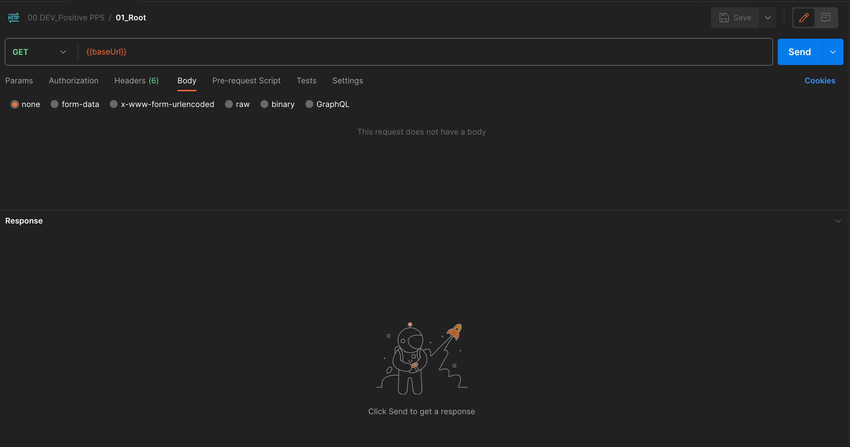 HTTP 00 DEV_Positive PP5 / 01_Root Save
GET {{baseUrl}} Send
Params Authorization Headers (6) Body Pre-request Script Tests Settings Cookies
none form-data x-www-form-urlencoded raw binary GraphQL
This request does not have a body
Response
Click Send to get a response